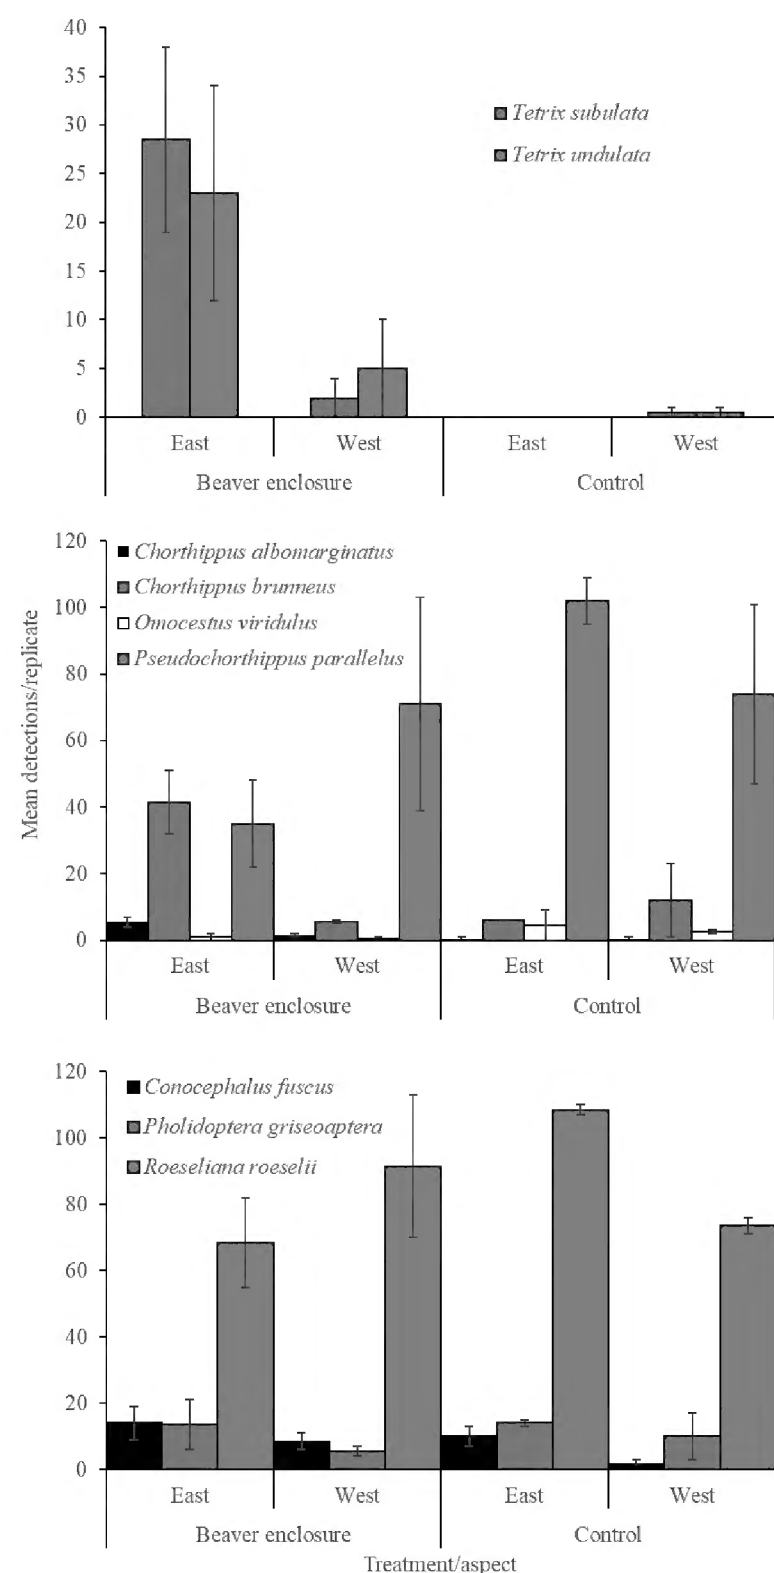 40
35
30
25
20
15
10
5
0
Tetrix subulata
Tetrix undulata
East West East West
Beaver enclosure Control
Mean detections/replicate
120
100
80
60
40
20
0
Chorthippus albomarginatus
Chorthippus brunneus
Omocestus viridulus
Pseudochorthippus parallelus
East West East West
Beaver enclosure Control
120
100
80
60
40
20
0
Conocephalus fuscus
Pholidoptera griseoaptera
Roeseliana roeselii
East West East West
Beaver enclosure Control
Treatment/aspect